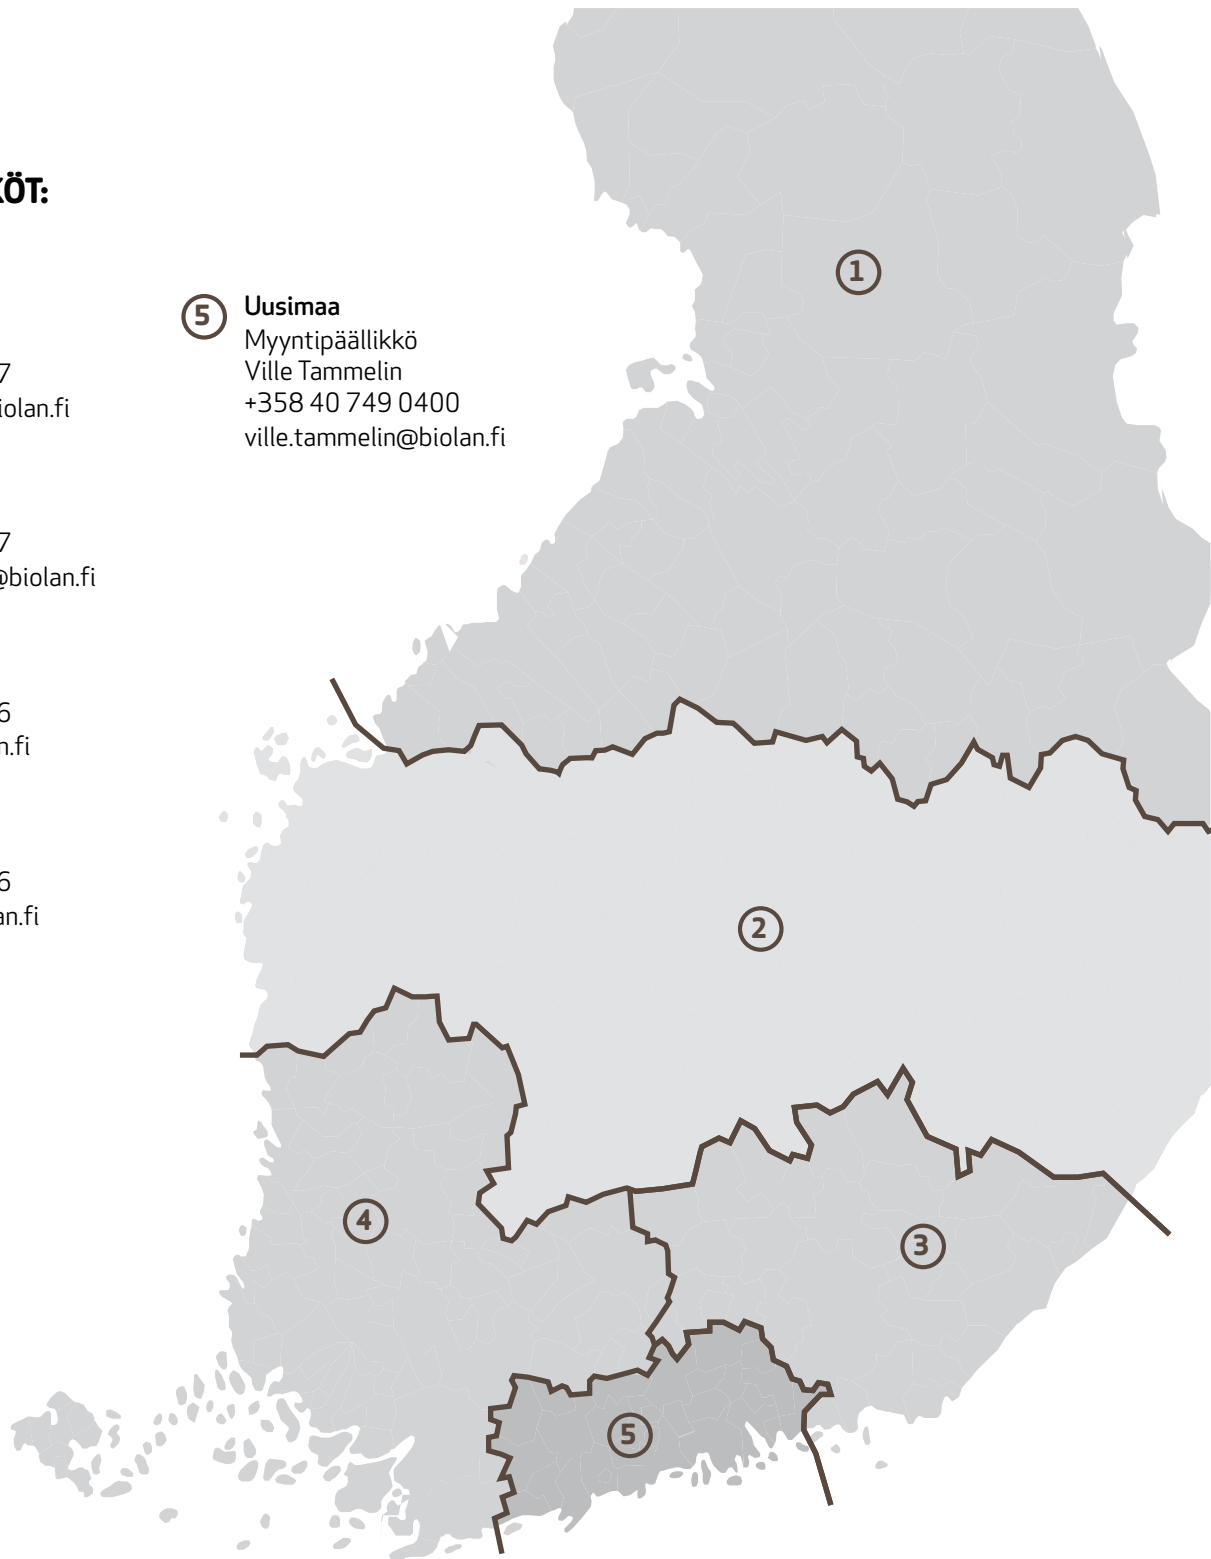 KÖT:
7
iolan.fi
7
@biolan.fi
6
n.fi
6
an.fi
5 Uusimaa
Myyntipäällikkö
Ville Tammelin
+358 40 749 0400
ville.tammelin@biolan.fi
1
2
4
3
5